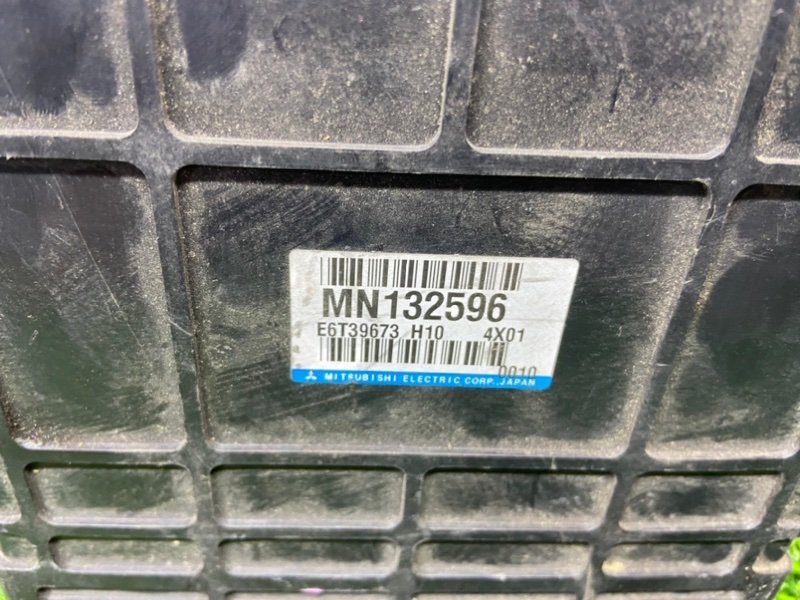 MN132596
E6T39673 H10 4X01
0010
MITSUBISHI ELECTRIC CORP., JAPAN